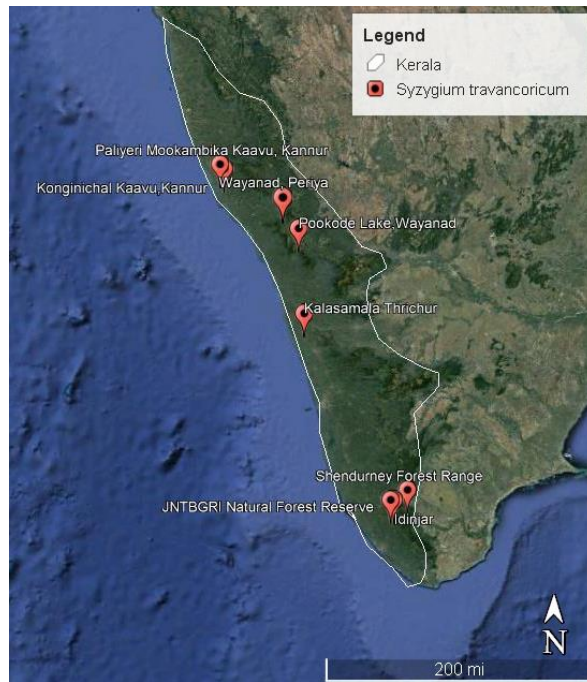 Legend
Kerala
Syzygium travancoricum
Paliyeri Mookambika Kaavu, Kannur
Konginichal Kaavu,Kannur
Wayanad, Periya
Pookode Lake,Wayanad
Kalasamala Thrichur
Shendurney Forest Range
JNTBGRI Natural Forest Reserve
Idinjar
N
200 mi